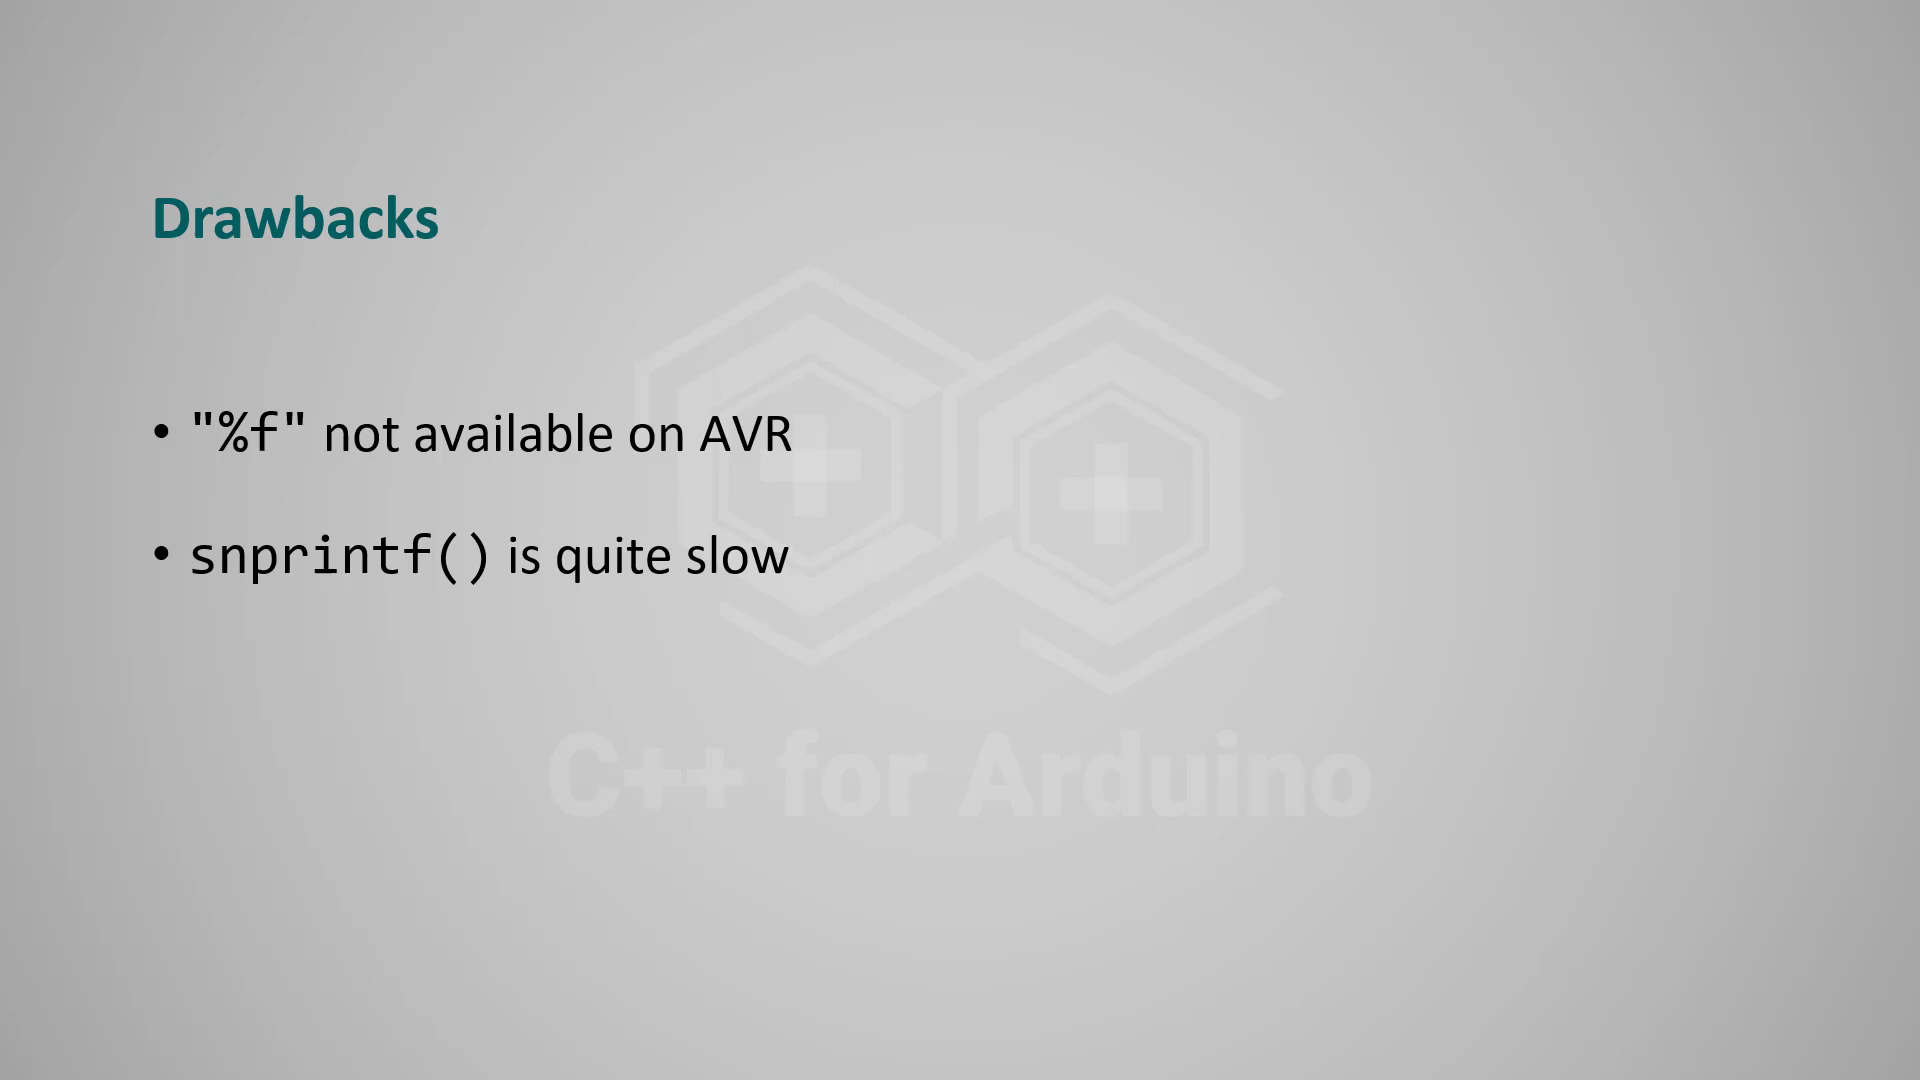 Drawbacks
• "%f" not available on AVR
• snprintf() is quite slow
C++ for Arduino